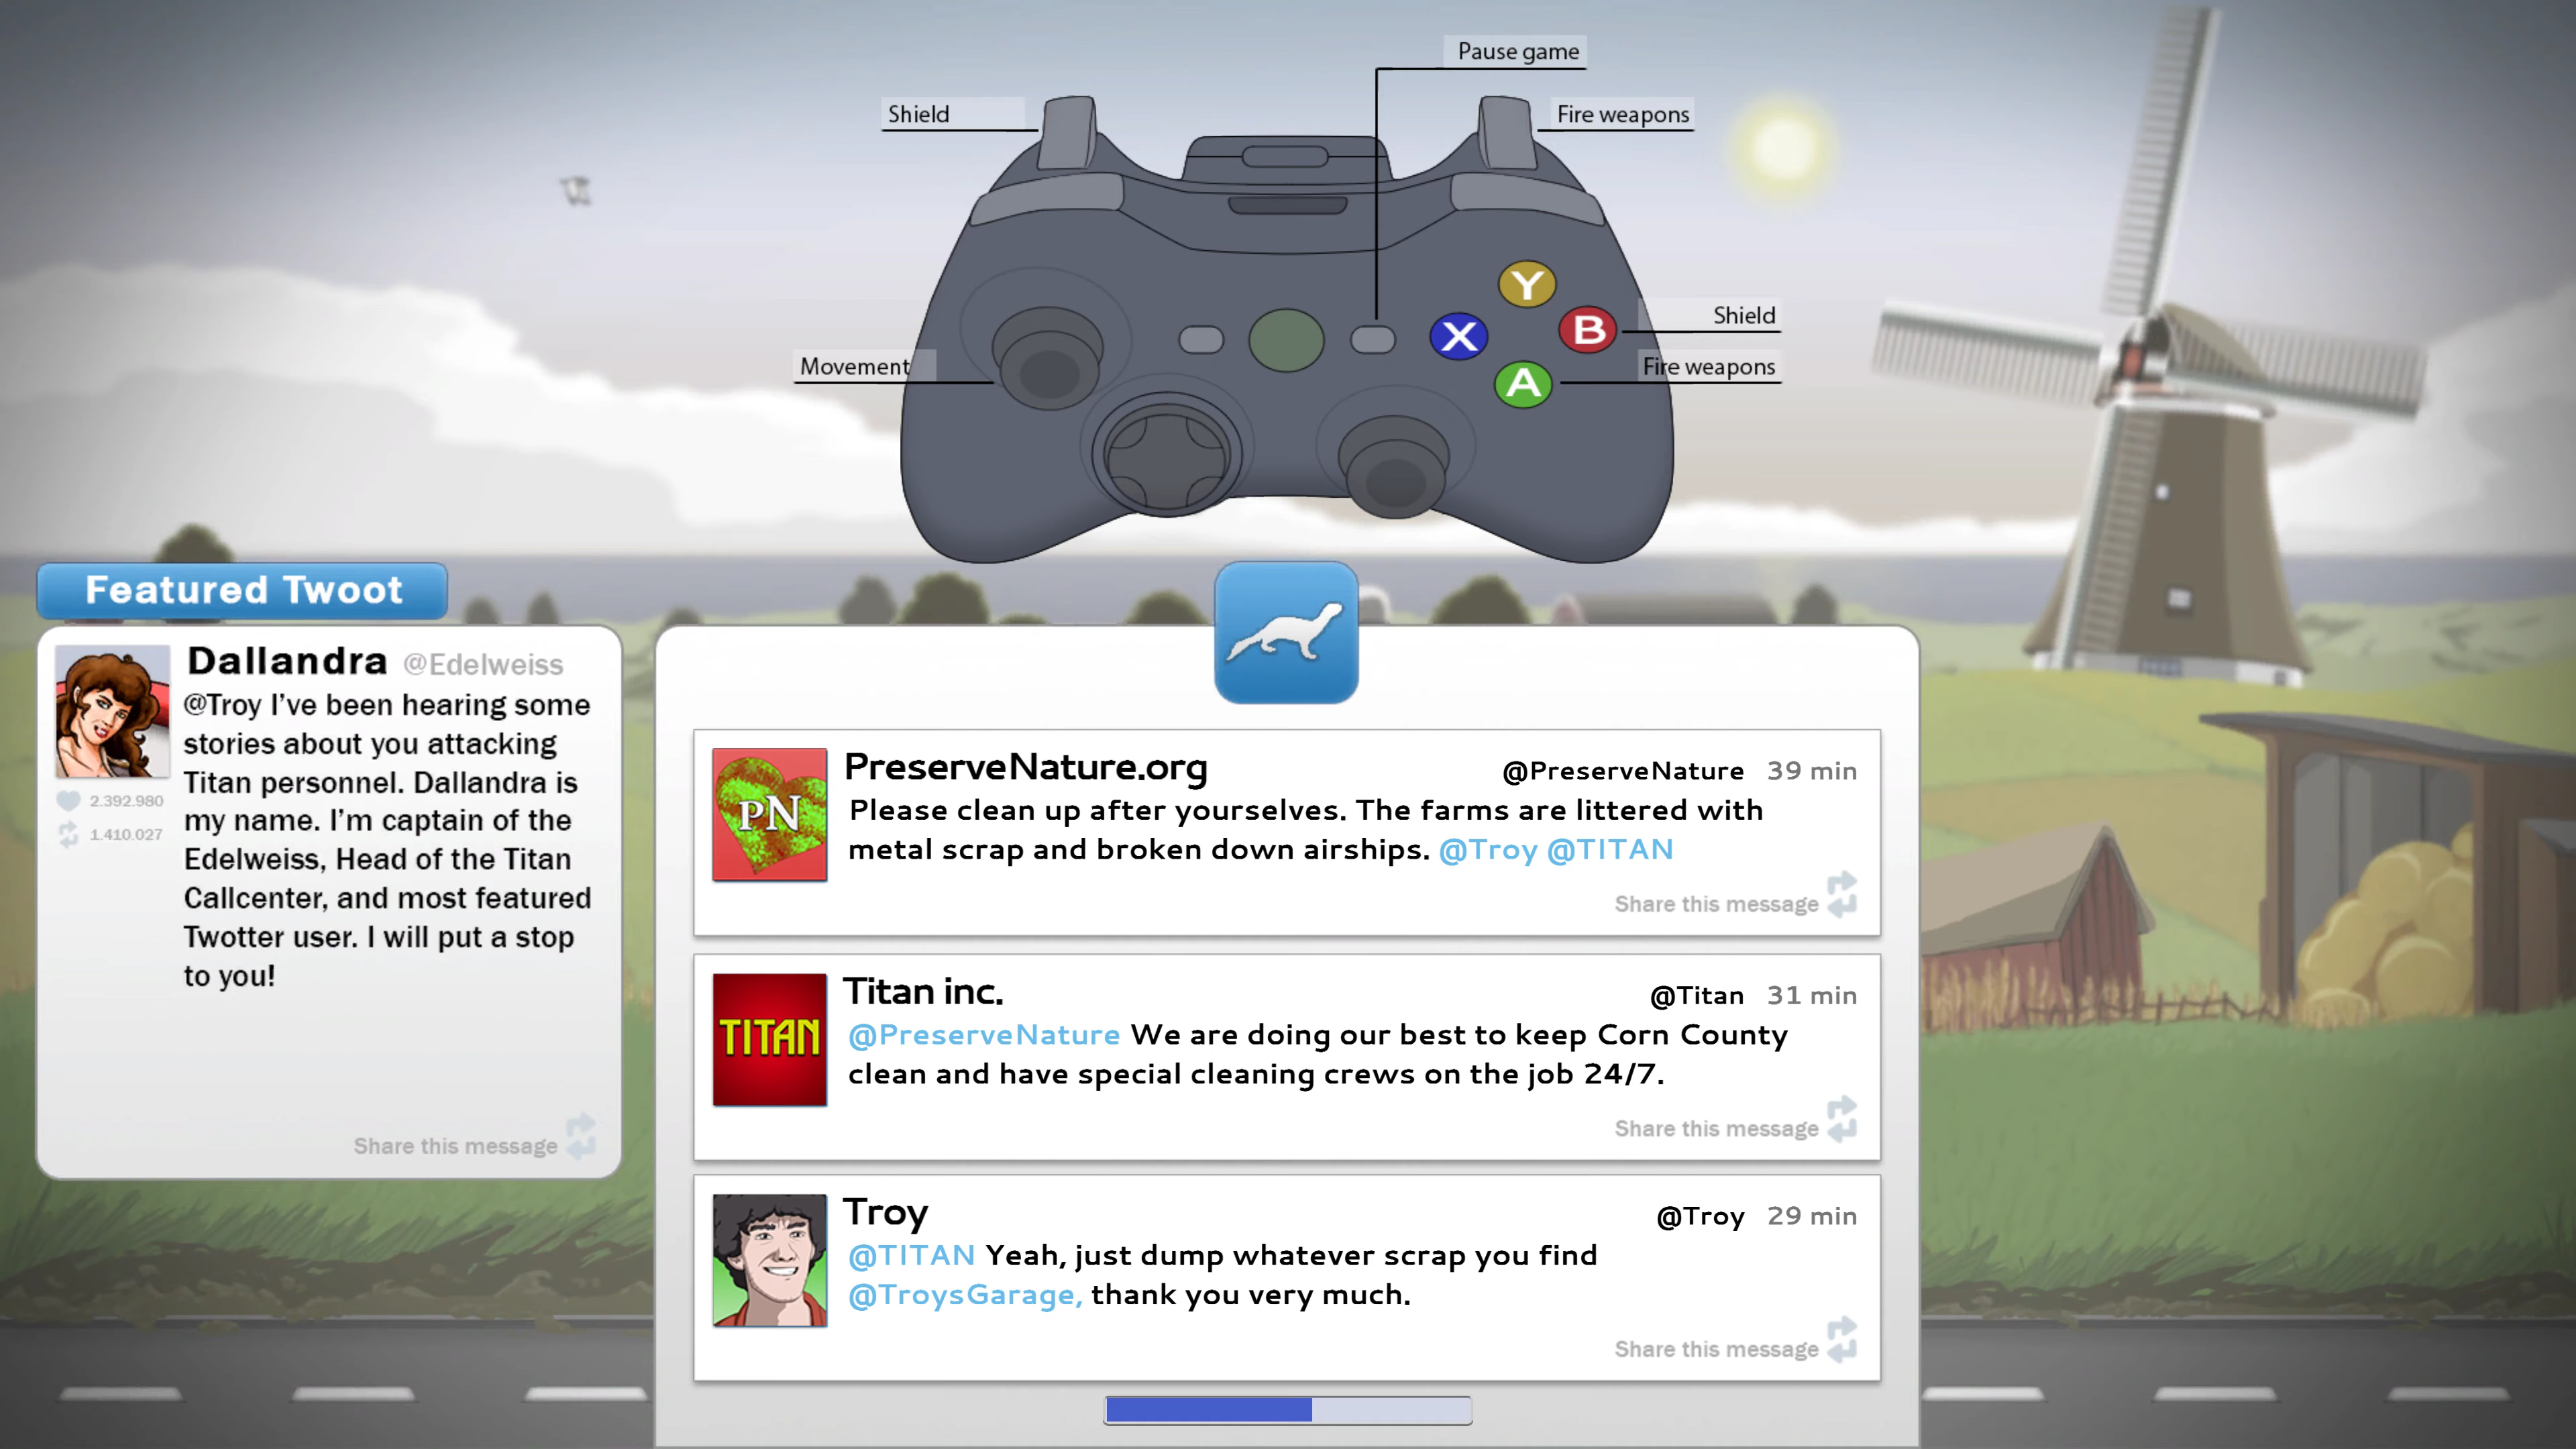 Pause game
Shield
Fire weapons
Y
X
B
A
Shield
Movement
Fire weapons
Featured Twoot
Dallandra @Edelweiss
@Troy I've been hearing some
stories about you attacking
Titan personnel. Dallandra is
my name. I'm captain of the
Edelweiss, Head of the Titan
Callcenter, and most featured
Twotter user. I will put a stop
to you!
2.392.980
1.410.027
Share this message
PN
PreserveNature.org @PreserveNature 39 min
Please clean up after yourselves. The farms are littered with
metal scrap and broken down airships. @Troy @TITAN
Share this message
TITAN
Titan inc. @Titan 31 min
@PreserveNature We are doing our best to keep Corn County
clean and have special cleaning crews on the job 24/7.
Share this message
Troy @Troy 29 min
@TITAN Yeah, just dump whatever scrap you find
@TroysGarage, thank you very much.
Share this message